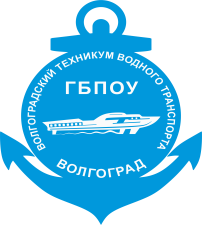 ВОЛГОГРАДСКИЙ ТЕХНИКУМ ВОДНОГО ТРАНСПОРТА
ГБПОУ
ВОЛГОГРАД